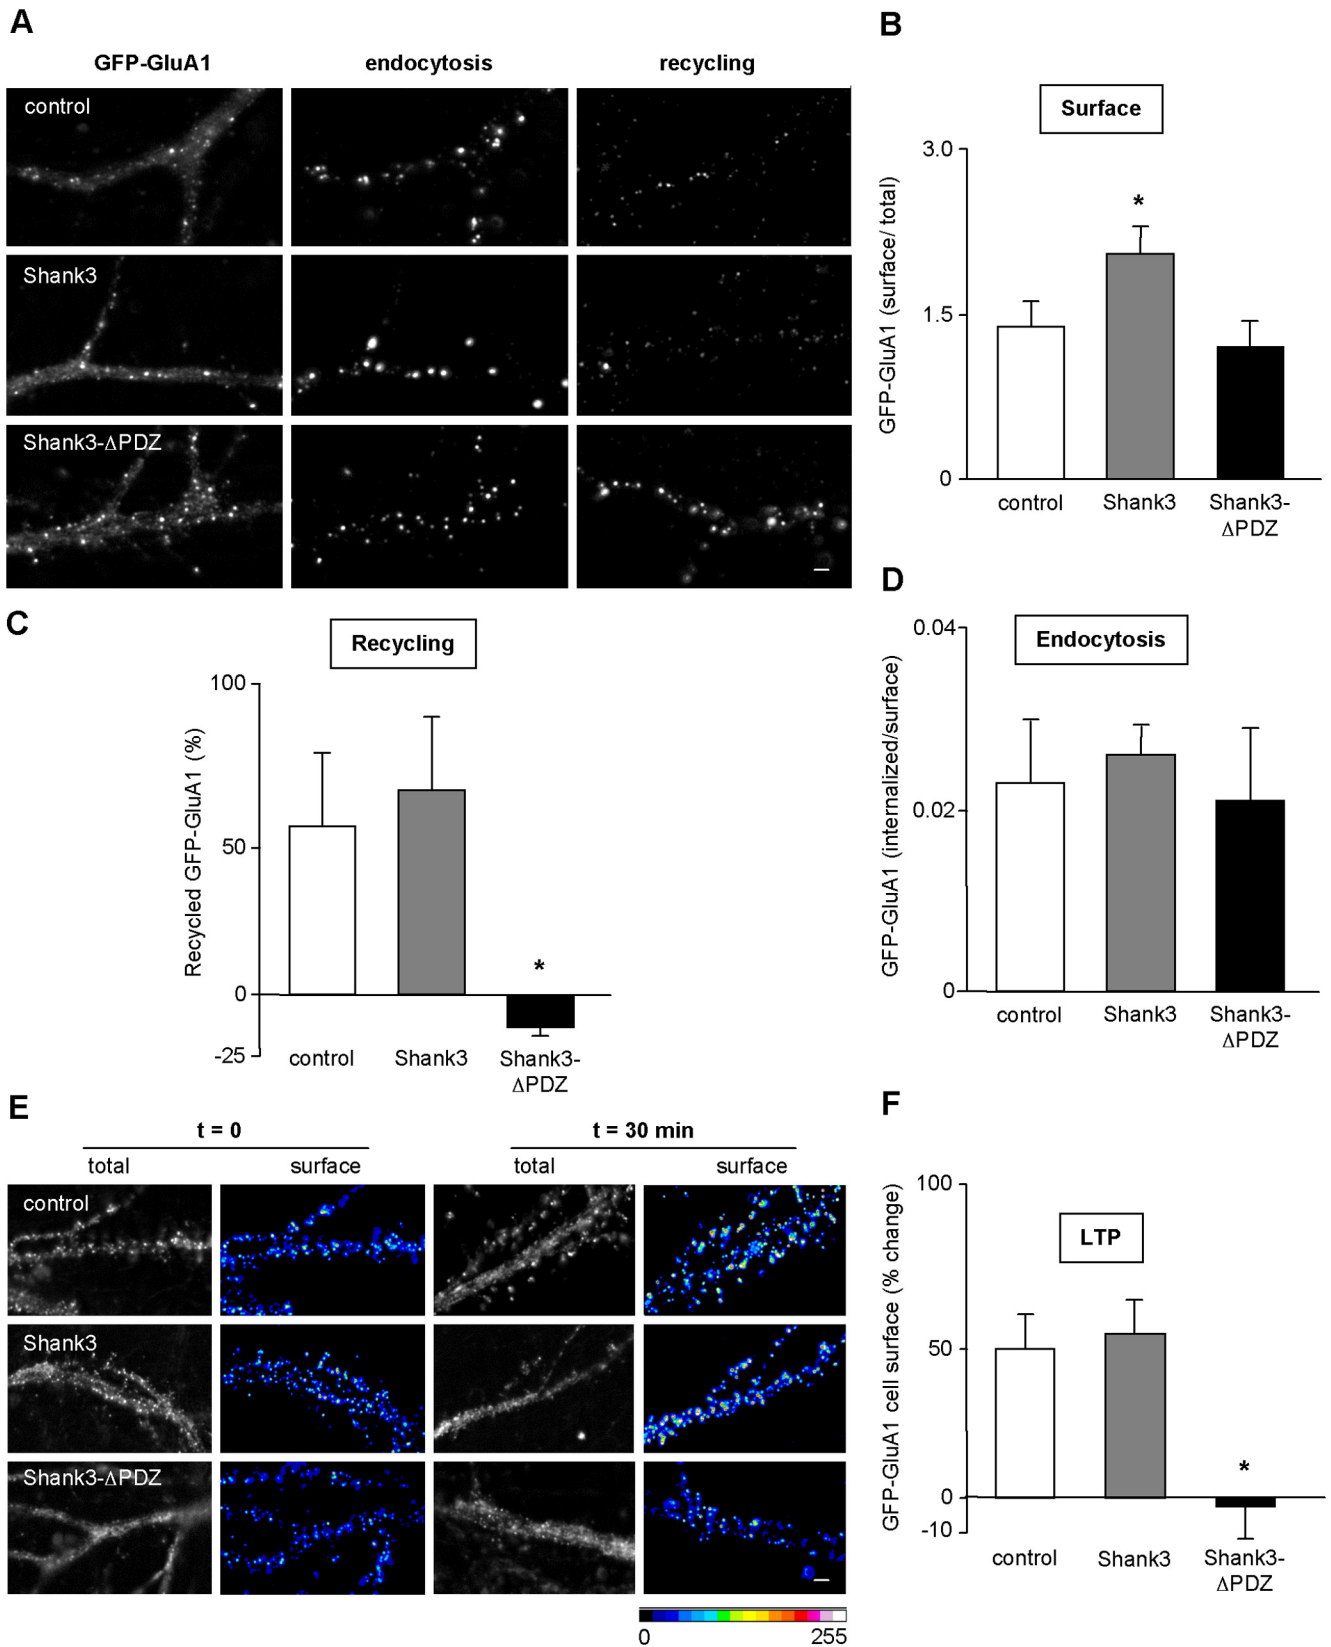 A
GFP-GluA1
endocytosis
recycling
control
Shank3
Shank3-ΔPDZ
B
Surface
GFP-GluA1 (surface/ total)
3.0
1.5
0
*
control
Shank3
Shank3-
ΔPDZ
C
Recycling
Recycled GFP-GluA1 (%)
100
50
0
-25
*
control
Shank3
Shank3-
ΔPDZ
D
Endocytosis
GFP-GluA1 (internalized/surface)
0.04
0.02
0
control
Shank3
Shank3-
ΔPDZ
E
t = 0
t = 30 min
total
surface
total
surface
control
Shank3
Shank3-ΔPDZ
0
255
F
LTP
GFP-GluA1 cell surface (% change)
100
50
0
-10
*
control
Shank3
Shank3-
ΔPDZ